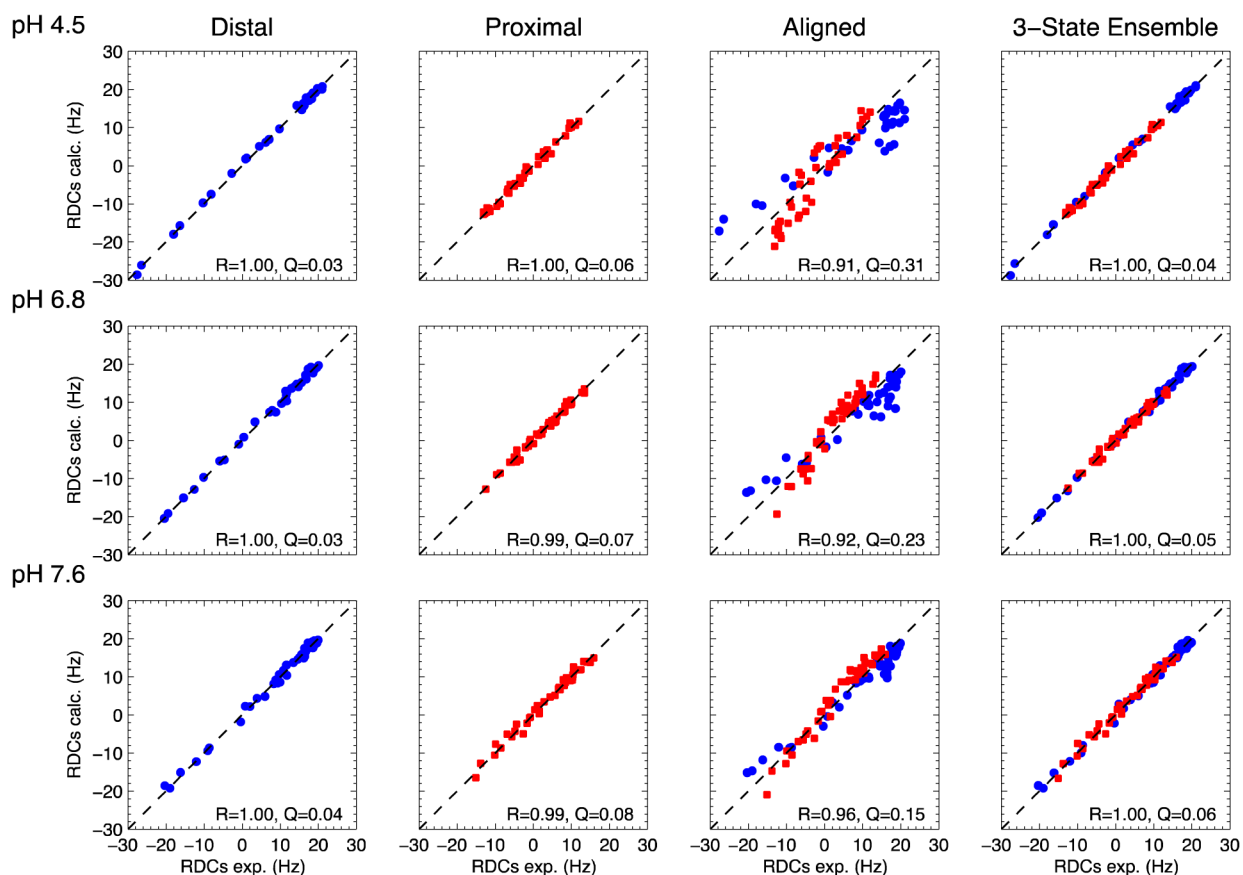 pH 4.5
Distal
Proximal
Aligned
3−State Ensemble
RDCs calc. (Hz)
30
20
10
0
−10
−20
−30
R=1.00, Q=0.03
R=1.00, Q=0.06
R=0.91, Q=0.31
R=1.00, Q=0.04
pH 6.8
RDCs calc. (Hz)
30
20
10
0
−10
−20
−30
R=1.00, Q=0.03
R=0.99, Q=0.07
R=0.92, Q=0.23
R=1.00, Q=0.05
pH 7.6
RDCs calc. (Hz)
30
20
10
0
−10
−20
−30
R=1.00, Q=0.04
R=0.99, Q=0.08
R=0.96, Q=0.15
R=1.00, Q=0.06
−30 −20 −10 0 10 20 30
−30 −20 −10 0 10 20 30
−30 −20 −10 0 10 20 30
−30 −20 −10 0 10 20 30
RDCs exp. (Hz)
RDCs exp. (Hz)
RDCs exp. (Hz)
RDCs exp. (Hz)